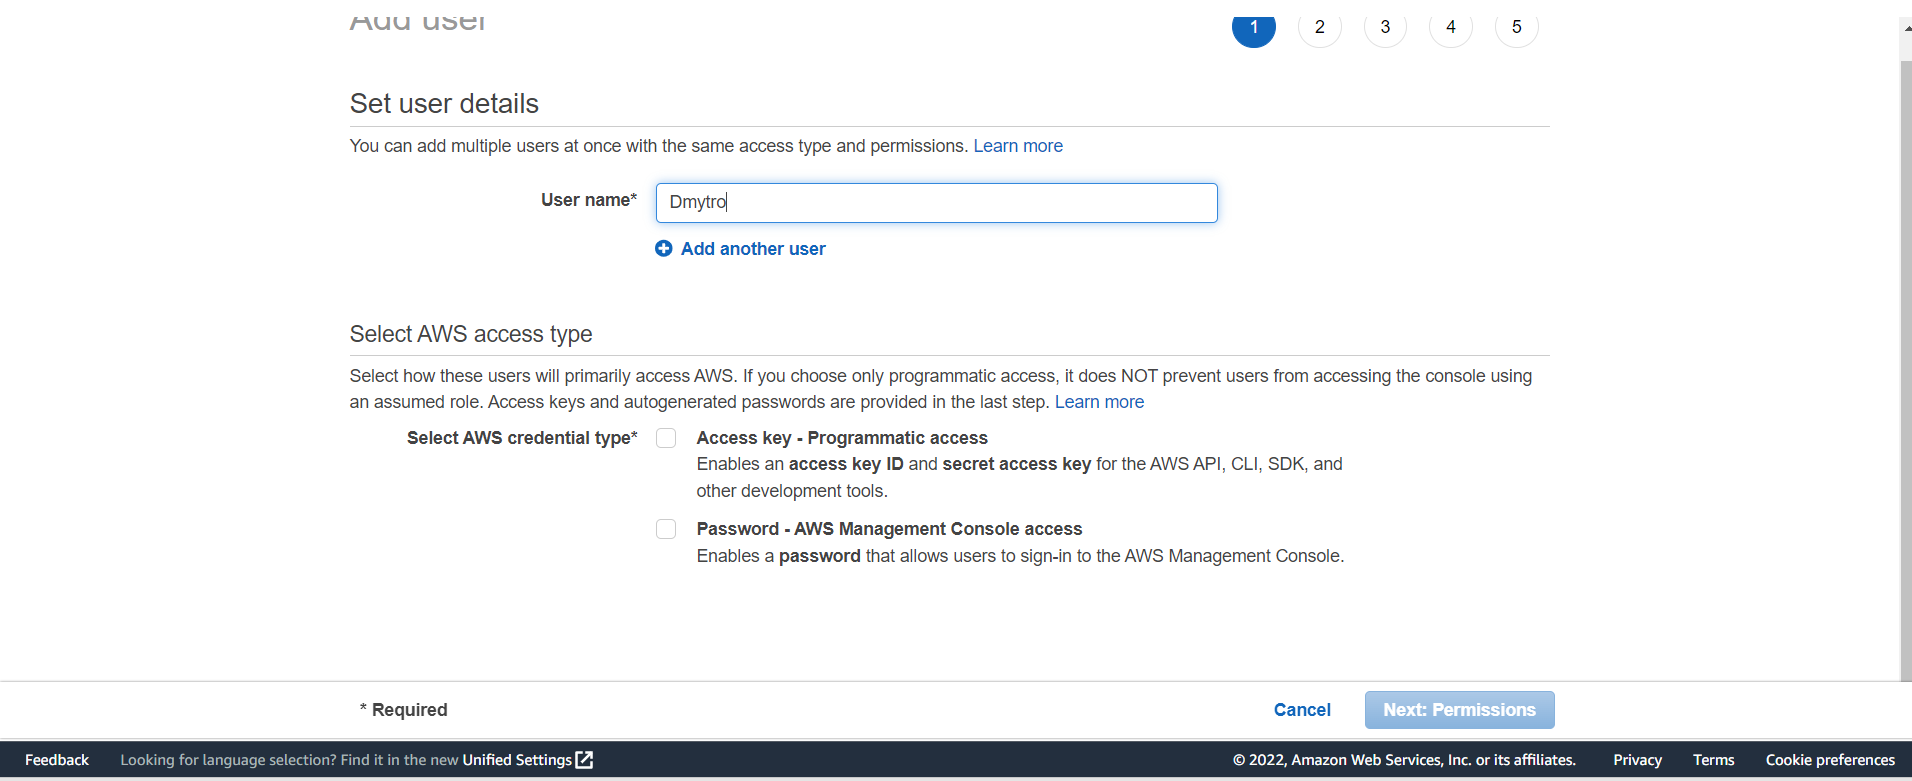 Add user
1 2 3 4 5
Set user details
You can add multiple users at once with the same access type and permissions. Learn more
User name* Dmytro
Add another user
Select AWS access type
Select how these users will primarily access AWS. If you choose only programmatic access, it does NOT prevent users from accessing the console using
an assumed role. Access keys and autogenerated passwords are provided in the last step. Learn more
Select AWS credential type* Access key - Programmatic access
Enables an access key ID and secret access key for the AWS API, CLI, SDK, and
other development tools.
Password - AWS Management Console access
Enables a password that allows users to sign-in to the AWS Management Console.
* Required Cancel Next: Permissions
Feedback Looking for language selection? Find it in the new Unified Settings © 2022, Amazon Web Services, Inc. or its affiliates. Privacy Terms Cookie preferences